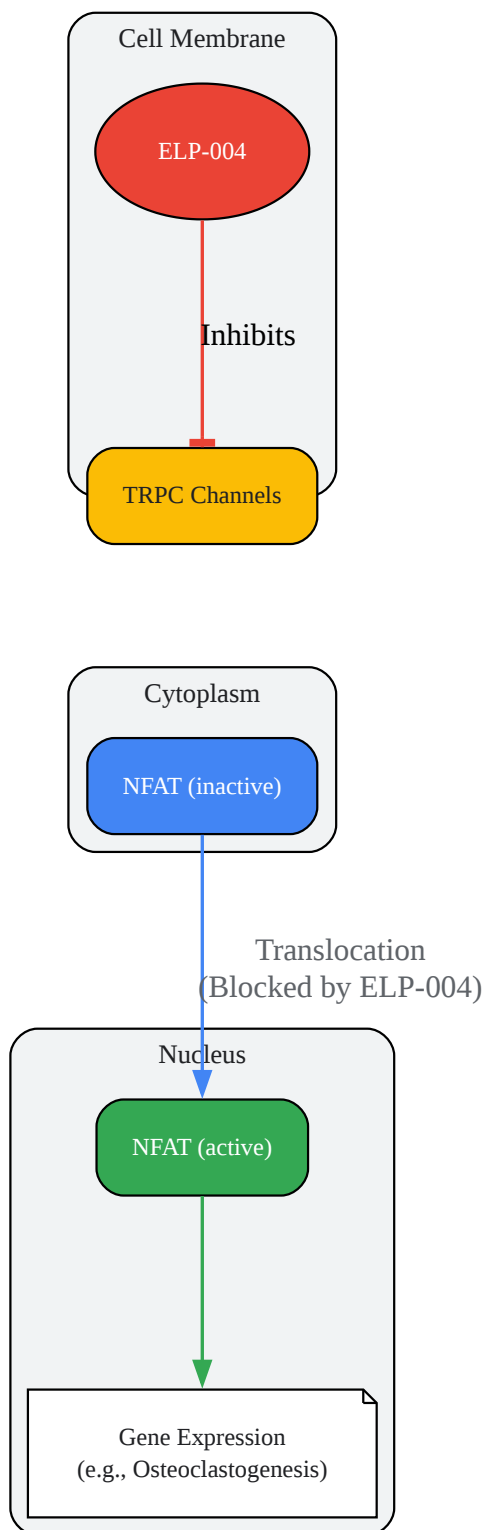 Cell Membrane
ELP-004
Inhibits
TRPC Channels
Cytoplasm
NFAT (inactive)
Translocation
(Blocked by ELP-004)
Nucleus
NFAT (active)
Gene Expression
(e.g., Osteoclastogenesis)